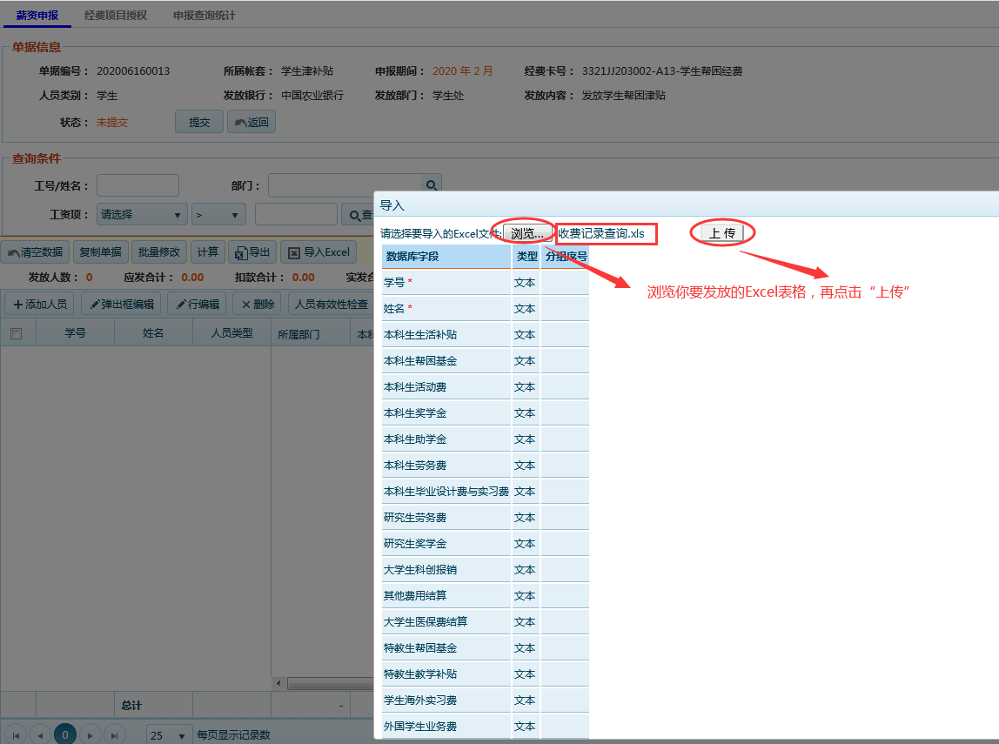 薪资申报 经费项目授权 申报查询统计
单据信息
单据编号： 202006160013 所属帐套： 学生津补贴 申报期间： 2020 年 2 月 经费卡号： 3321JJ203002-A13-学生帮困经费
人员类别： 学生 发放银行： 中国农业银行 发放部门： 学生处 发放内容： 发放学生帮困津贴
状态： 未提交 提交 返回
查询条件
工号/姓名： 部门：
工资项： 请选择 > 查
清空数据 复制单据 批量修改 计算 导出 导入Excel
发放人数： 0 应发合计： 0.00 扣款合计： 0.00 实发合
添加人员 弹出框编辑 行编辑 删除 人员有效性检查
学号 姓名 人员类型 所属部门 本科
总计 -
0 25 每页显示记录数
导入
请选择要导入的Excel文件: 浏览... 收费记录查询.xls 上 传
浏览你要发放的Excel表格，再点击“上传”
数据库字段 类型 分组序号
学号 * 文本
姓名 * 文本
本科生生活补贴 文本
本科生帮困基金 文本
本科生活动费 文本
本科生奖学金 文本
本科生助学金 文本
本科生劳务费 文本
本科生毕业设计费与实习费 文本
研究生劳务费 文本
研究生奖学金 文本
大学生科创报销 文本
其他费用结算 文本
大学生医保费结算 文本
特教生帮困基金 文本
特教生教学补贴 文本
学生海外实习费 文本
外国学生业务费 文本